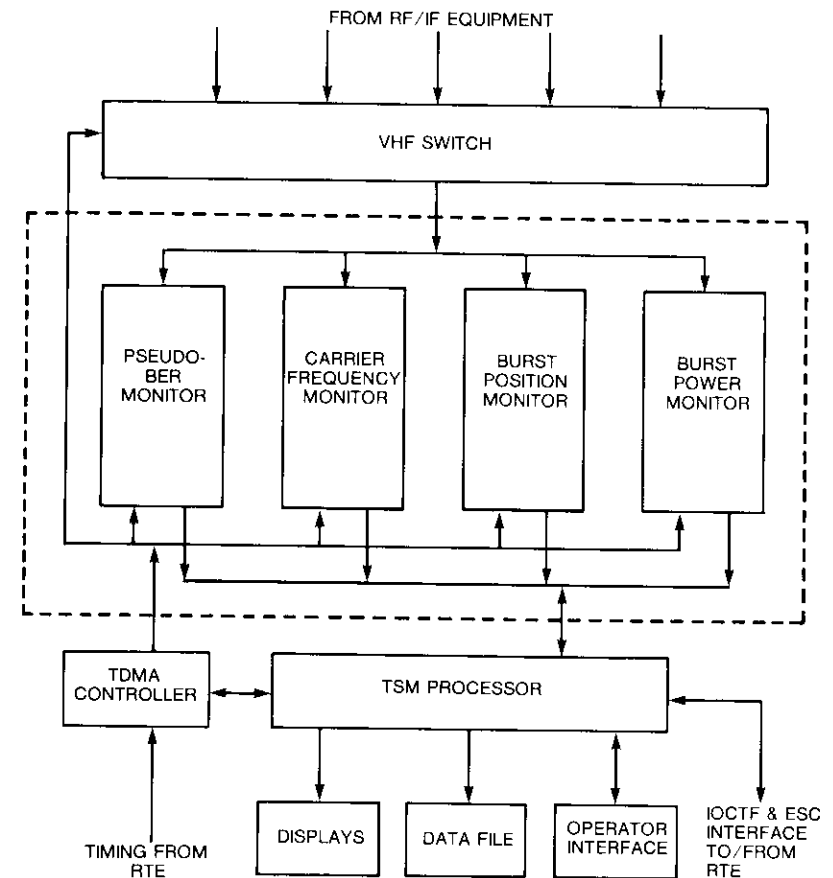 FROM RF/IF EQUIPMENT
VHF SWITCH
PSEUDO-
BER
MONITOR
CARRIER
FREQUENCY
MONITOR
BURST
POSITION
MONITOR
BURST
POWER
MONITOR
TDMA
CONTROLLER
TSM PROCESSOR
TIMING FROM
RTE
DISPLAYS
DATA FILE
OPERATOR
INTERFACE
IOCTF & ESC
INTERFACE
TO/FROM
RTE